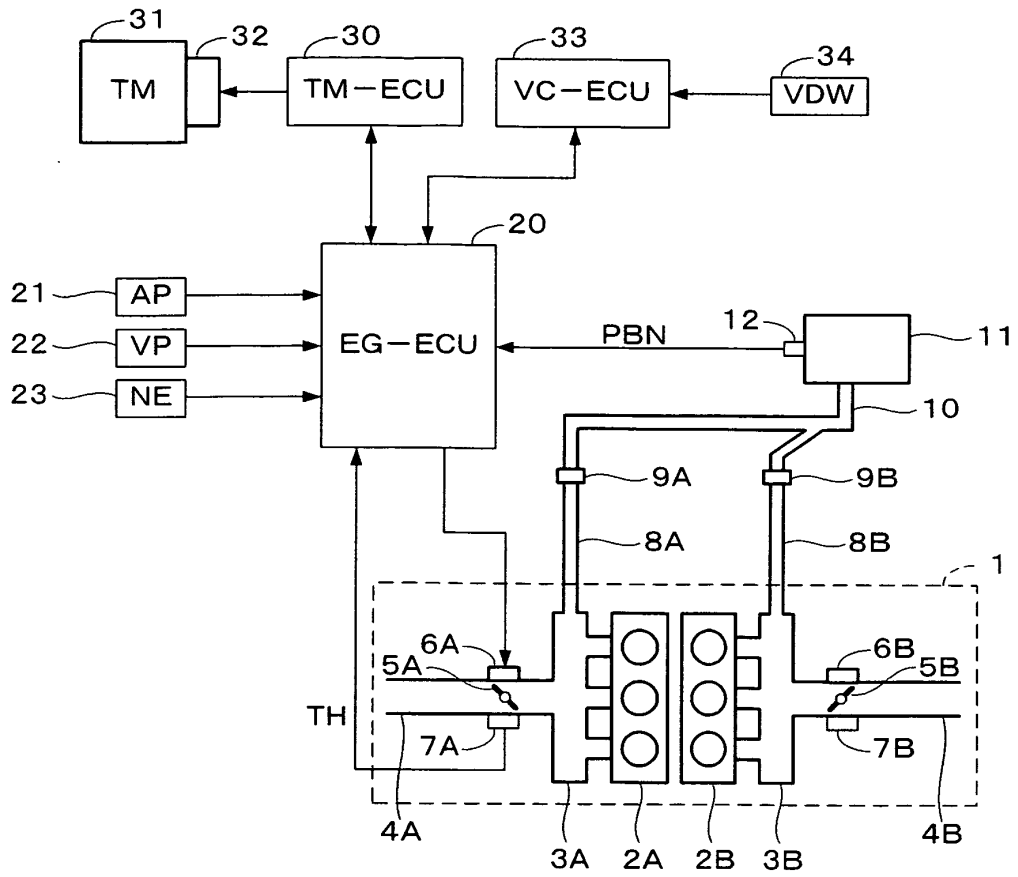 31
32
30
33
34
TM
TM－ECU
VC－ECU
VDW
20
21
AP
22
VP
EG－ECU
PBN
12
11
23
NE
10
9A
9B
8A
8B
1
6A
5A
6B
5B
TH
7A
7B
4A
3A
2A
2B
3B
4B